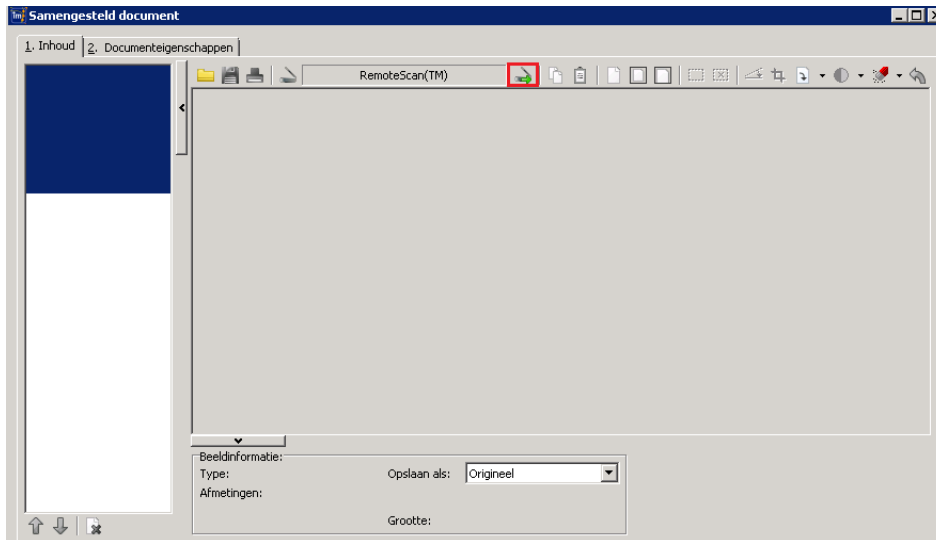 Samengesteld document
1. Inhoud 2. Documenteigenschappen
RemoteScan(TM)
Beeldinformatie:
Type: Opslaan als: Origineel
Afmetingen:
Grootte: